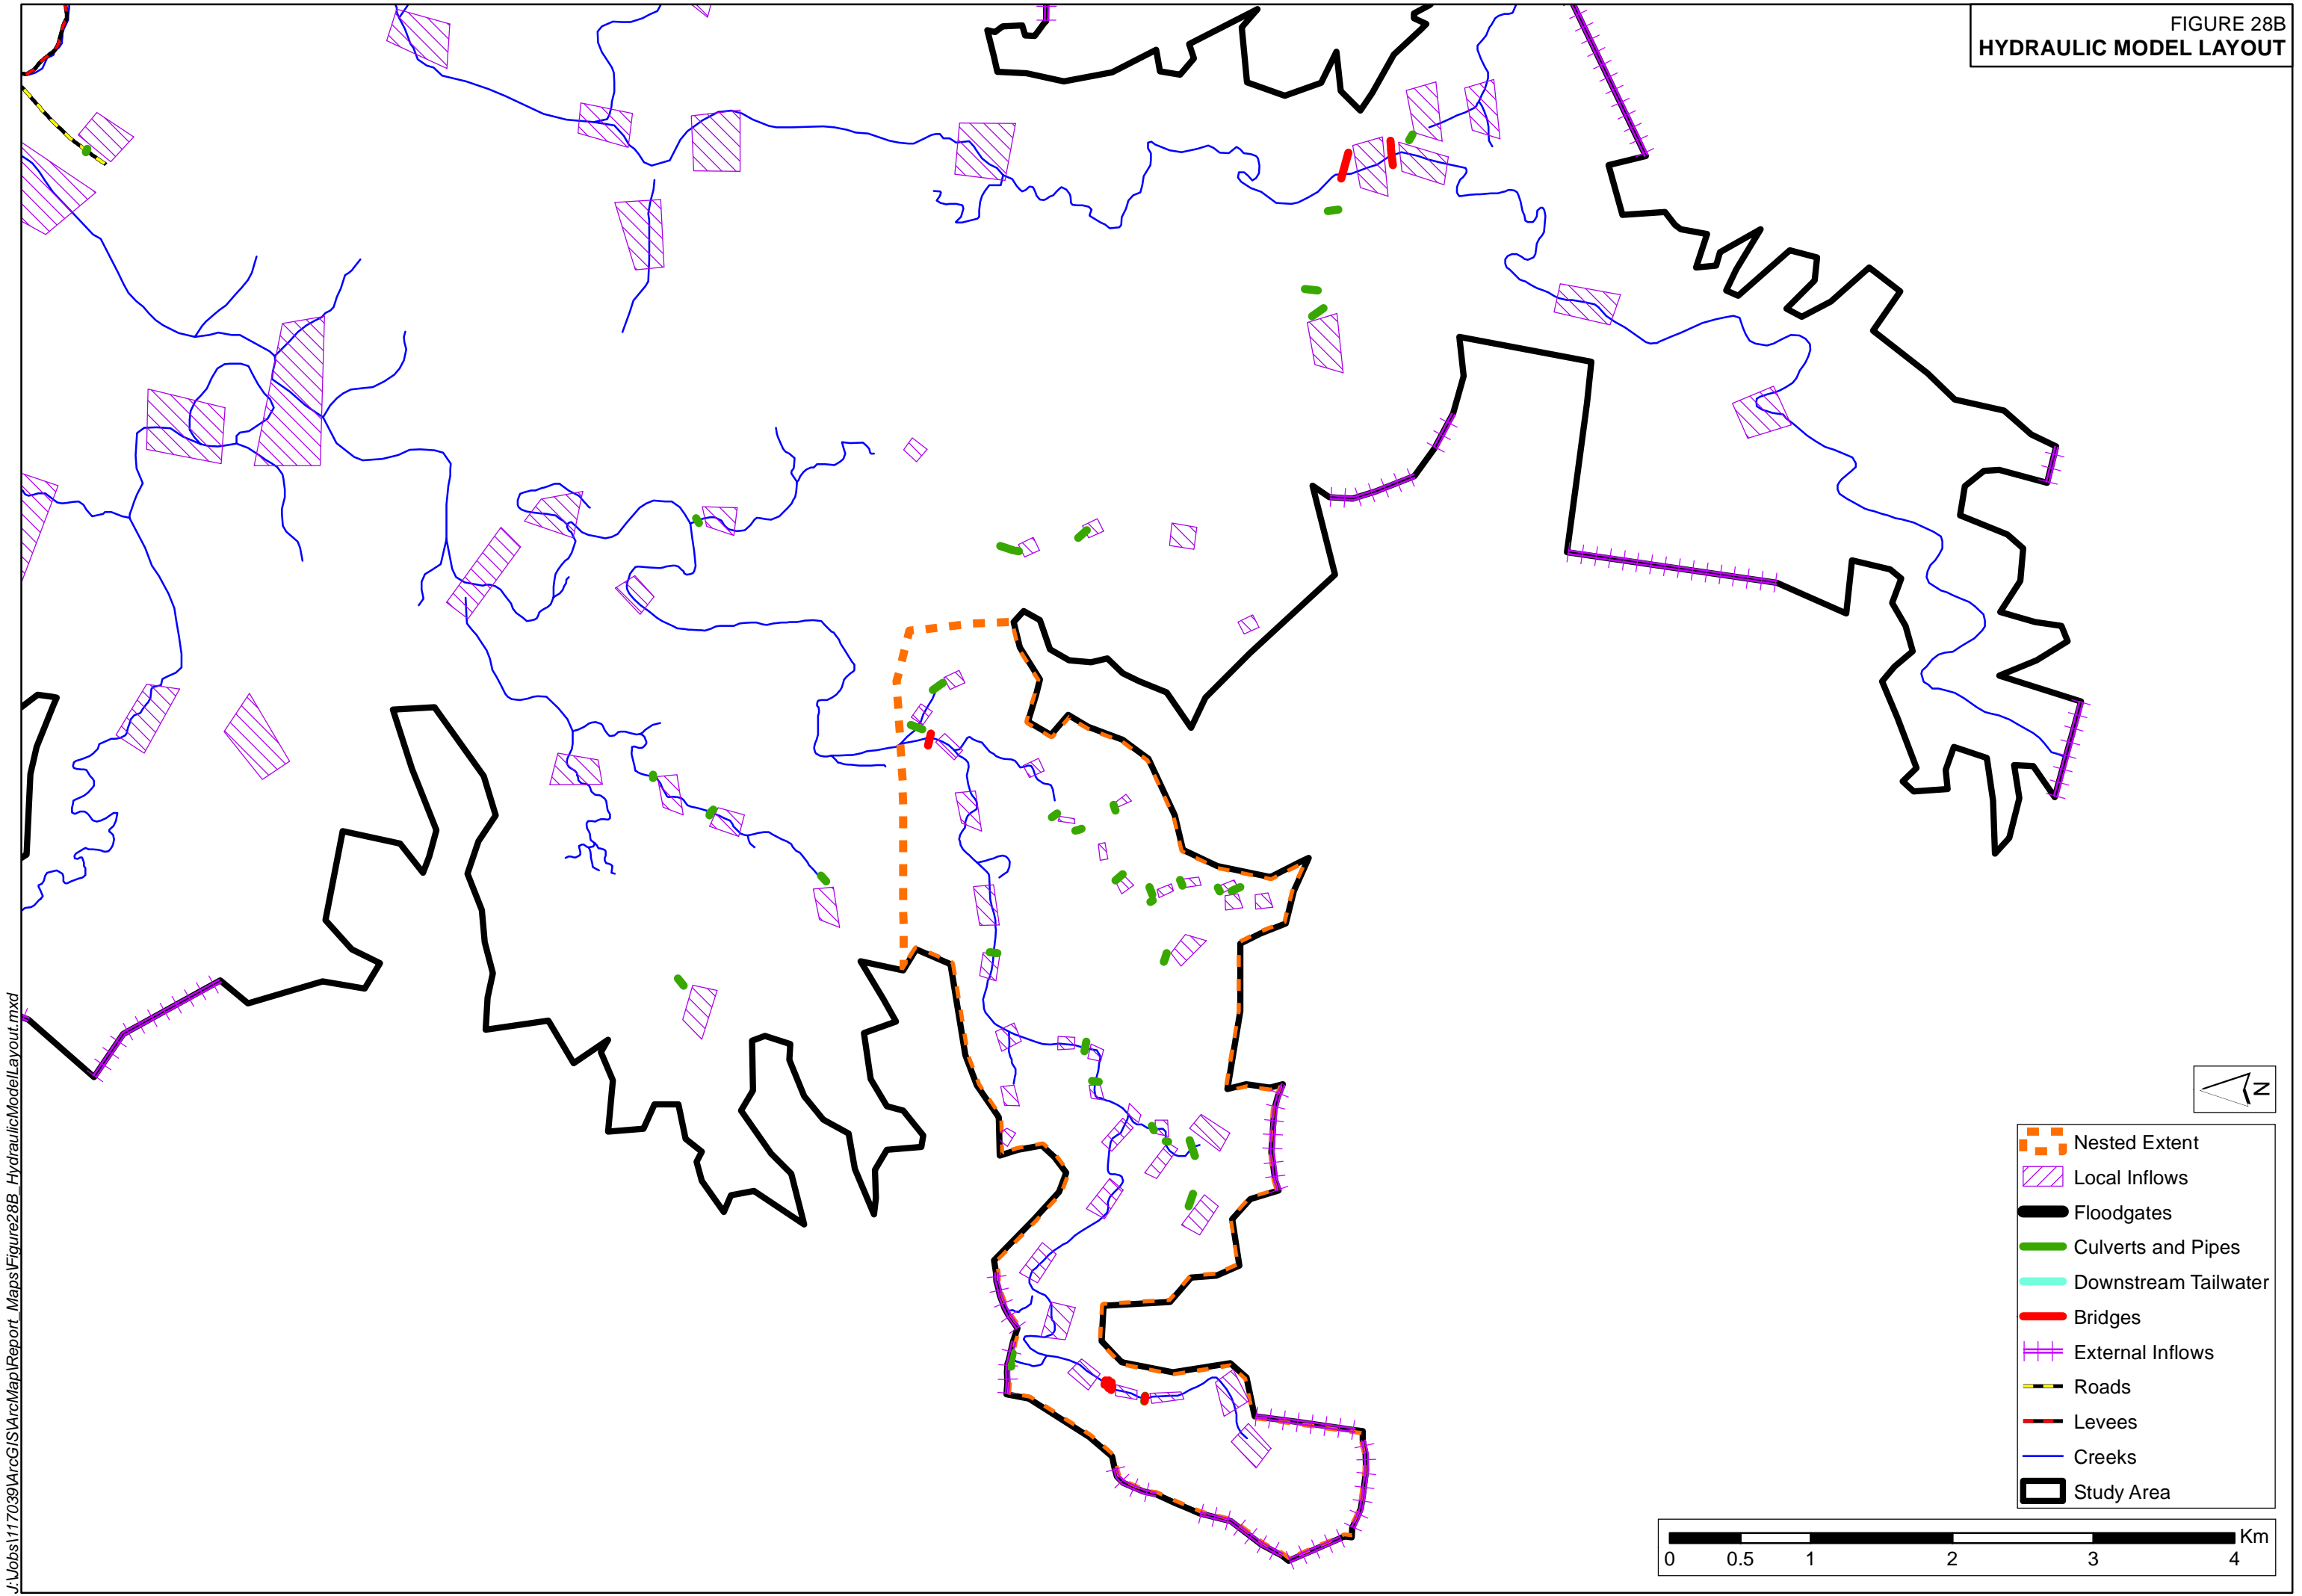 FIGURE 28B
HYDRAULIC MODEL LAYOUT
J:\Jobs\117039\ArcGIS\ArcMap\Report_Maps\Figure28B_HydraulicModelLayout.mxd
N
Nested Extent
Local Inflows
Floodgates
Culverts and Pipes
Downstream Tailwater
Bridges
External Inflows
Roads
Levees
Creeks
Study Area
Km
0 0.5 1 2 3 4